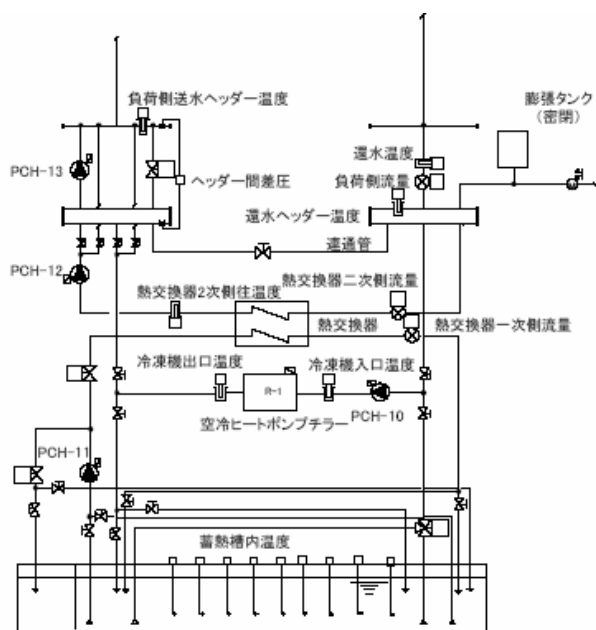 負荷側送水ヘッダー温度
膨張タンク
(密閉)
PCH-13
還水温度
ヘッダー間差圧
負荷側流量
還水ヘッダー温度
連通管
PCH-12
熱交換器2次側往温度
熱交換器二次側流量
熱交換器
熱交換器一次側流量
冷凍機出口温度
冷凍機入口温度
R-1
PCH-10
空冷ヒートポンプチラー
PCH-11
蓄熱槽内温度